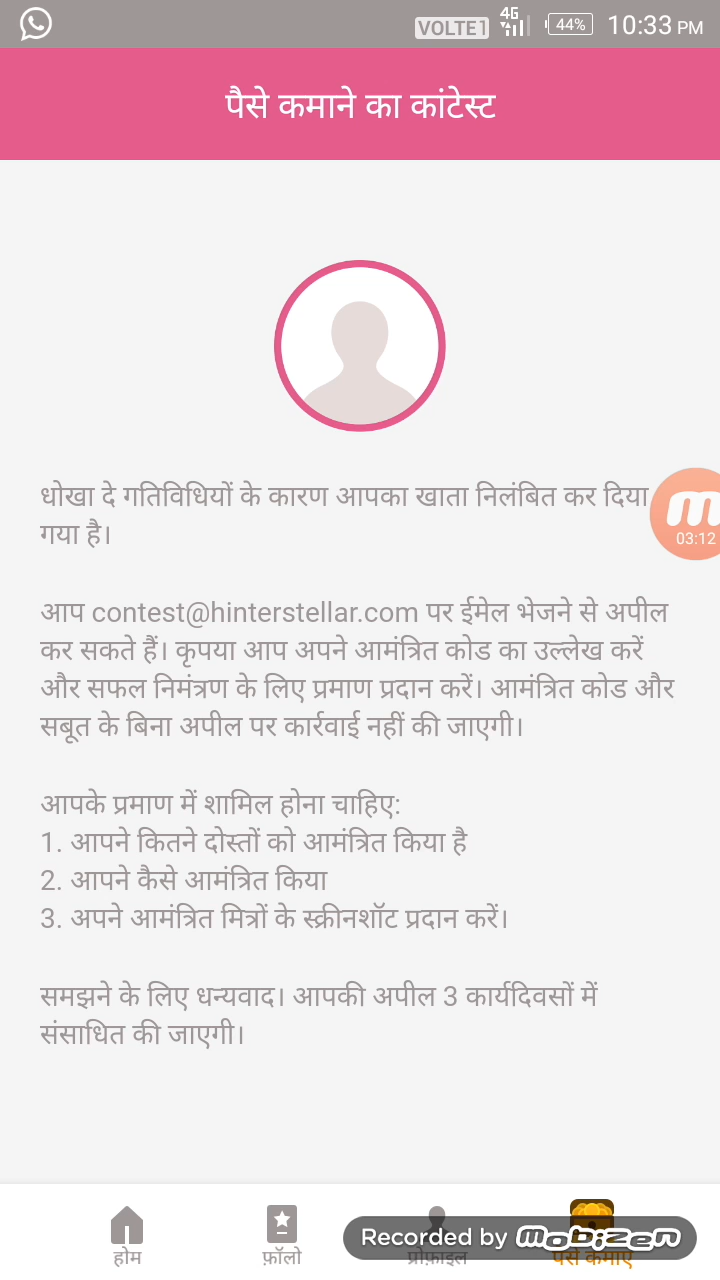 VOLTE1 4G 44% 10:33 PM
पैसे कमाने का कांटेस्ट
धोखा दे गतिविधियों के कारण आपका खाता निलंबित कर दिया
गया है।
03:12
आप contest@hinterstellar.com पर ईमेल भेजने से अपील
कर सकते हैं। कृपया आप अपने आमंत्रित कोड का उल्लेख करें
और सफल निमंत्रण के लिए प्रमाण प्रदान करें। आमंत्रित कोड और
सबूत के बिना अपील पर कार्रवाई नहीं की जाएगी।
आपके प्रमाण में शामिल होना चाहिए:
1. आपने कितने दोस्तों को आमंत्रित किया है
2. आपने कैसे आमंत्रित किया
3. अपने आमंत्रित मित्रों के स्क्रीनशॉट प्रदान करें।
समझने के लिए धन्यवाद। आपकी अपील 3 कार्यदिवसों में
संसाधित की जाएगी।
Recorded by mobizen
होम फ़ॉलो प्रोफ़ाइल पैसे कमाएं